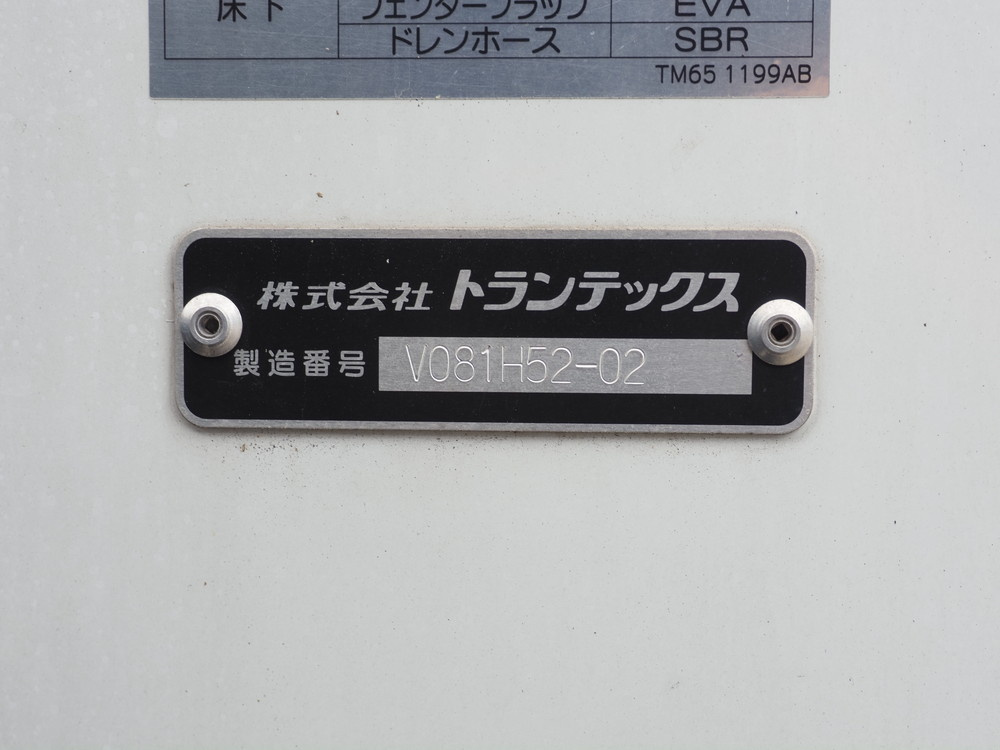 床下 フェンダーフラップ EVA
ドレンホース SBR
TM65 1199AB
株式会社 トランテックス
製造番号 V081H52-02